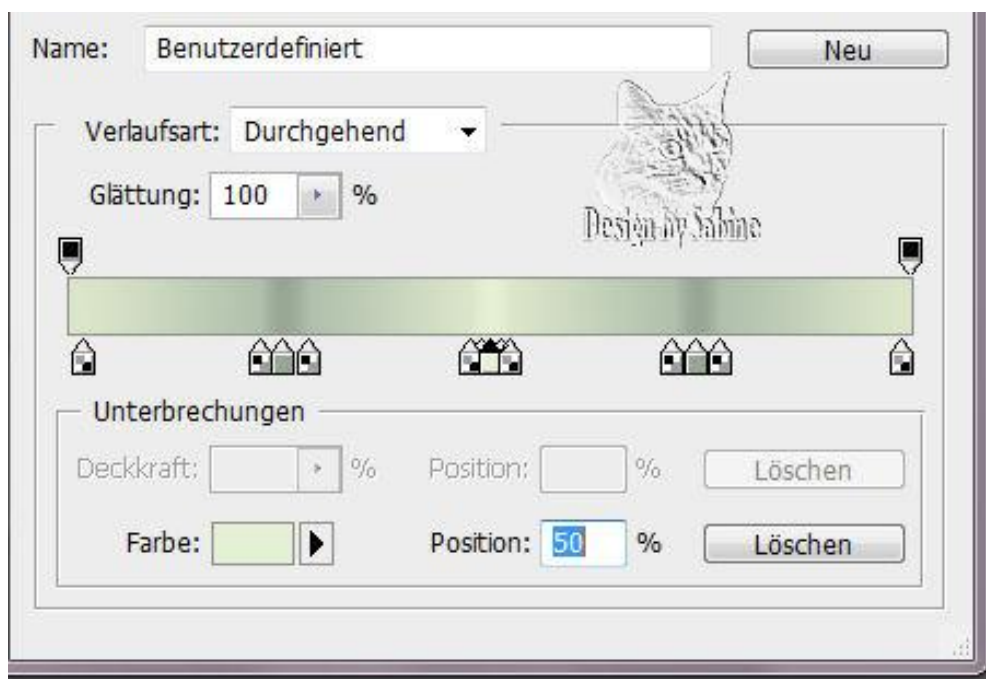 Name: Benutzerdefiniert Neu
Verlaufsart: Durchgehend
Glättung: 100 %
Design by Sabine
Unterbrechungen
Deckkraft: % Position: % Löschen
Farbe: Position: 50 % Löschen